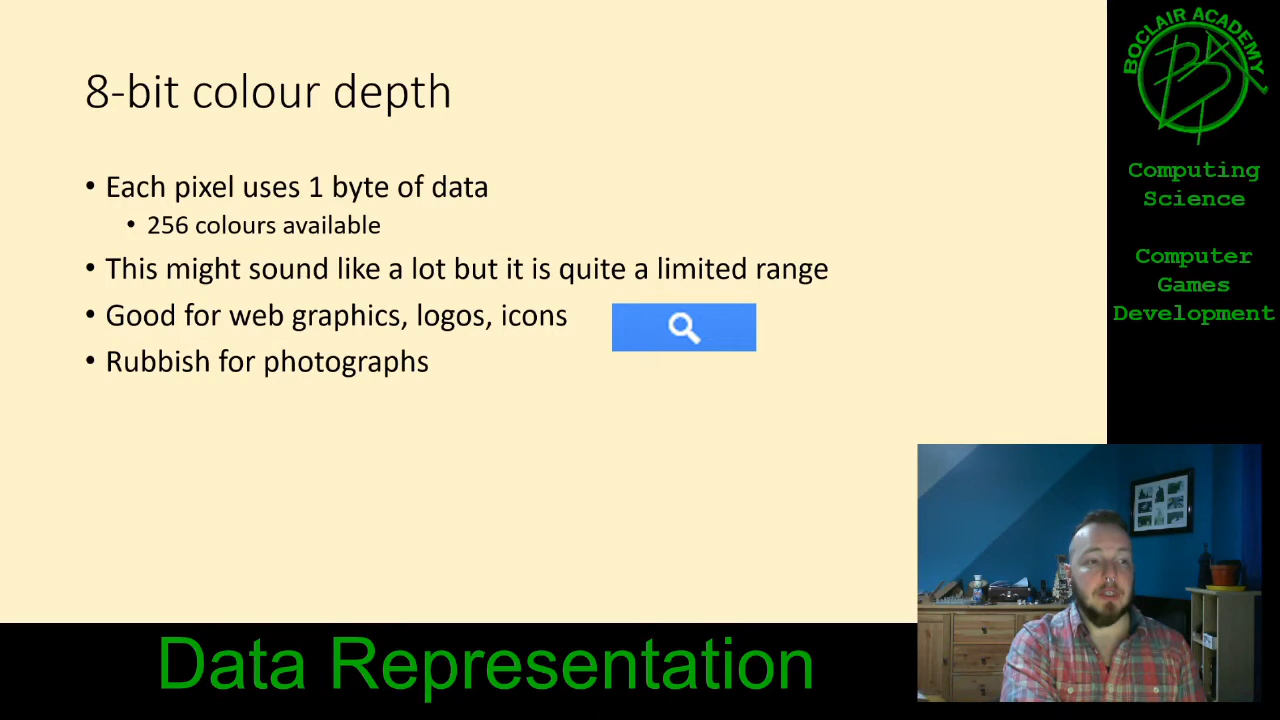 8-bit colour depth
• Each pixel uses 1 byte of data
• 256 colours available
• This might sound like a lot but it is quite a limited range
• Good for web graphics, logos, icons
• Rubbish for photographs
BOCLAIR ACADEMY
Computing
Science
Computer
Games
Development
Data Representation